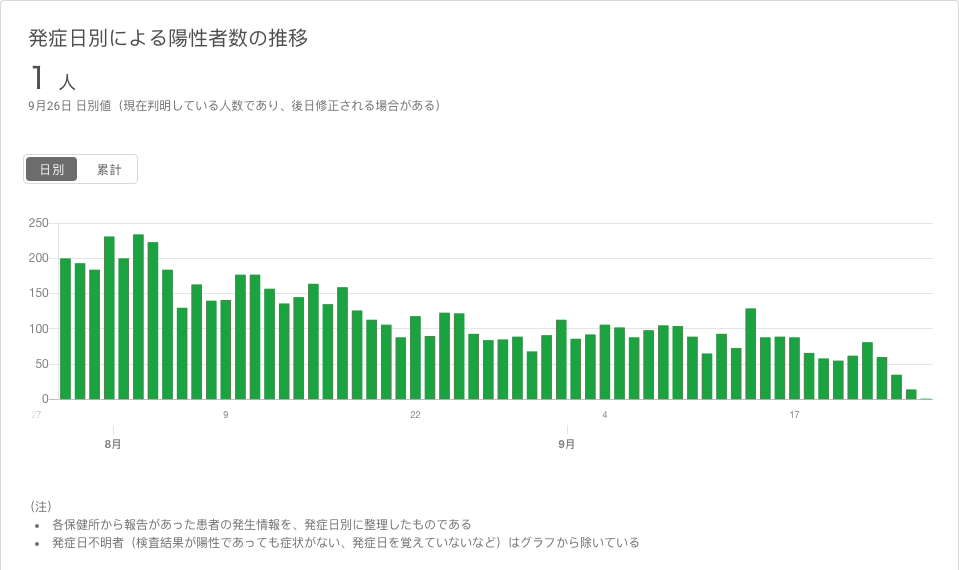 発症日別による陽性者数の推移
1 人
9月26日 日別値（現在判明している人数であり、後日修正される場合がある）
日別 累計
250
200
150
100
50
0
27 9 22 4 17
8月 9月
（注）
• 各保健所から報告があった患者の発生情報を、発症日別に整理したものである
• 発症日不明者（検査結果が陽性であっても症状がない、発症日を覚えていないなど）はグラフから除いている